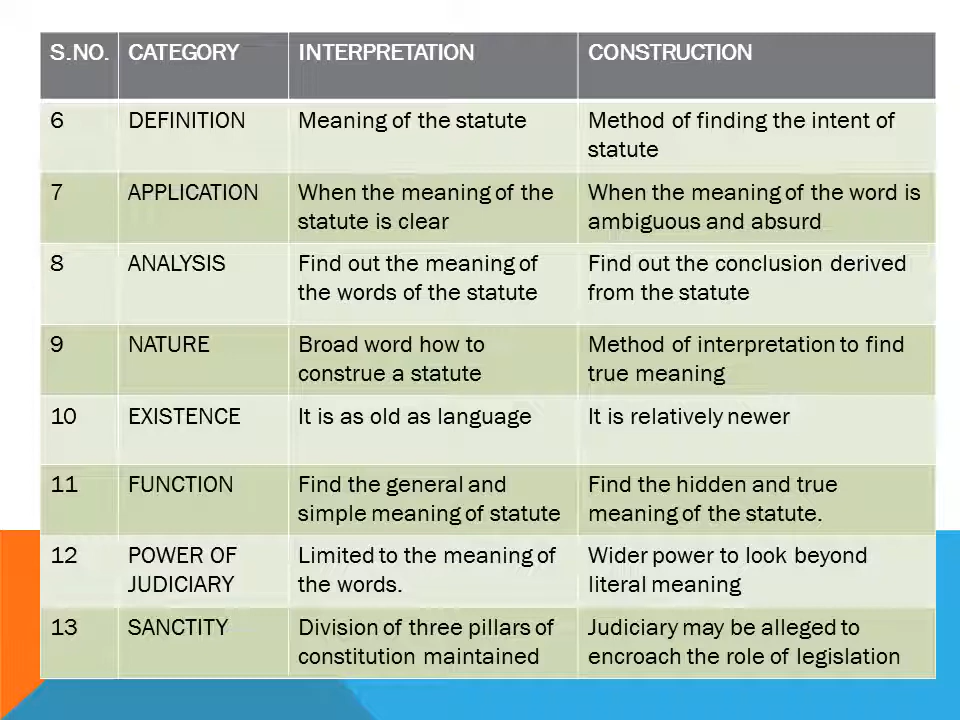 S.NO. CATEGORY INTERPRETATION CONSTRUCTION
6 DEFINITION Meaning of the statute Method of finding the intent of
statute
7 APPLICATION When the meaning of the When the meaning of the word is
statute is clear ambiguous and absurd
8 ANALYSIS Find out the meaning of Find out the conclusion derived
the words of the statute from the statute
9 NATURE Broad word how to Method of interpretation to find
construe a statute true meaning
10 EXISTENCE It is as old as language It is relatively newer
11 FUNCTION Find the general and Find the hidden and true
simple meaning of statute meaning of the statute.
12 POWER OF Limited to the meaning of Wider power to look beyond
JUDICIARY the words. literal meaning
13 SANCTITY Division of three pillars of Judiciary may be alleged to
constitution maintained encroach the role of legislation